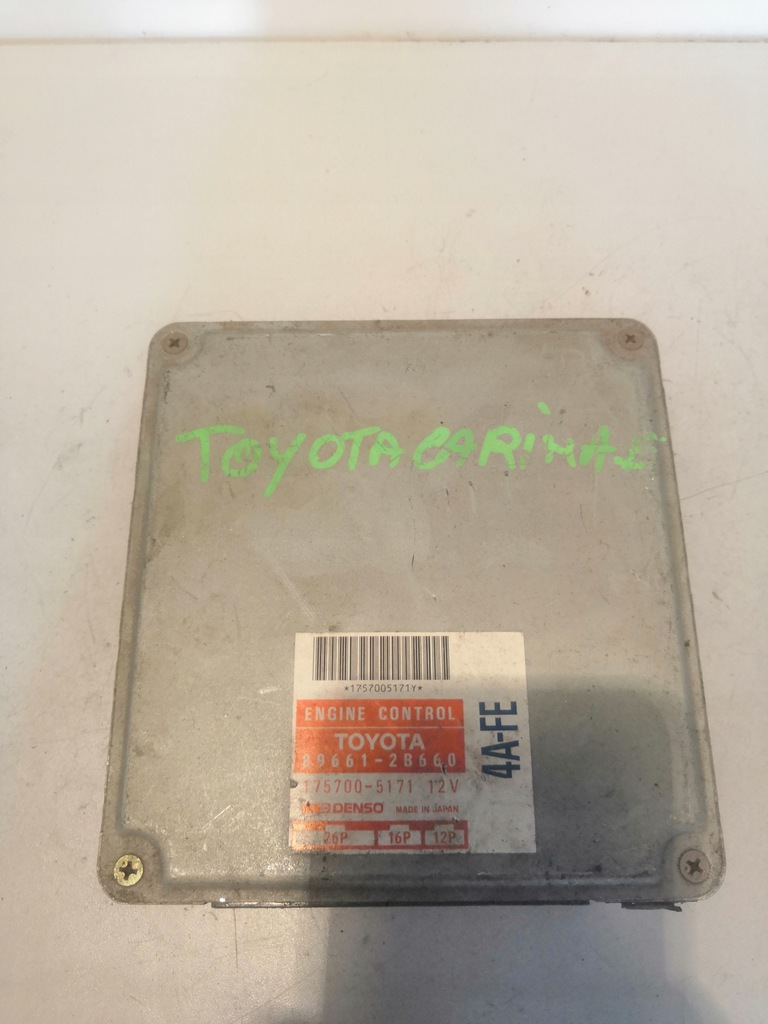 TOYOTA CARINA E
*1757005171Y*
ENGINE CONTROL
TOYOTA
89661-2B660
175700-5171 12V
DENSO MADE IN JAPAN
26P 16P 12P
4A-FE